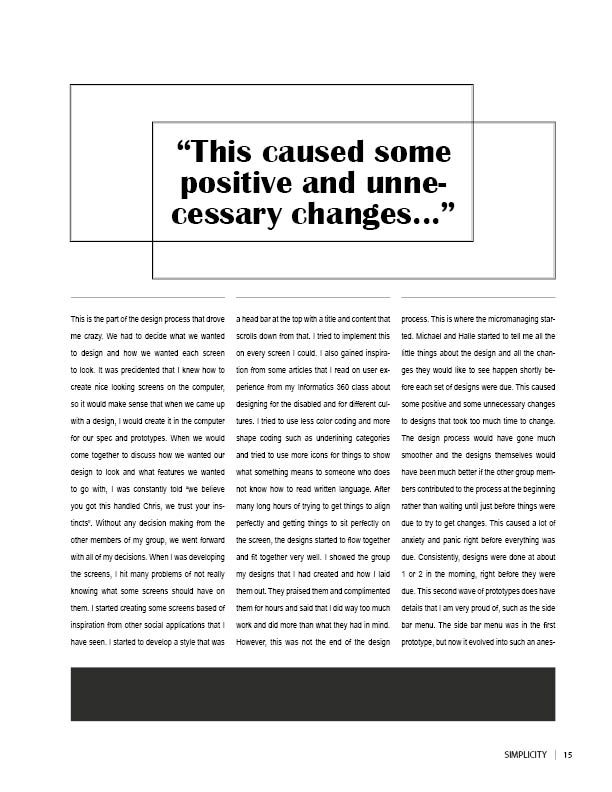 “This caused some
positive and unne-
cessary changes...”
This is the part of the design process that drove
me crazy. We had to decide what we wanted
to design and how we wanted each screen
to look. It was precidented that I knew how to
create nice looking screens on the computer,
so it would make sense that when we came up
with a design, I would create it in the computer
for our spec and prototypes. When we would
come together to discuss how we wanted our
design to look and what features we wanted
to go with, I was constantly told “we believe
you got this handled Chris, we trust your ins-
tincts”. Without any decision making from the
other members of my group, we went forward
with all of my decisions. When I was developing
the screens, I hit many problems of not really
knowing what some screens should have on
them. I started creating some screens based of
inspiration from other social applications that I
have seen. I started to develop a style that was
a head bar at the top with a title and content that
scrolls down from that. I tried to implement this
on every screen I could. I also gained inspira-
tion from some articles that I read on user ex-
perience from my Informatics 360 class about
designing for the disabled and for different cul-
tures. I tried to use less color coding and more
shape coding such as underlining categories
and tried to use more icons for things to show
what something means to someone who does
not know how to read written language. After
many long hours of trying to get things to align
perfectly and getting things to sit perfectly on
the screen, the designs started to flow together
and fit together very well. I showed the group
my designs that I had created and how I laid
them out. They praised them and complimented
them for hours and said that I did way too much
work and did more than what they had in mind.
However, this was not the end of the design
process. This is where the micromanaging star-
ted. Michael and Halle started to tell me all the
little things about the design and all the chan-
ges they would like to see happen shortly be-
fore each set of designs were due. This caused
some positive and some unnecessary changes
to designs that took too much time to change.
The design process would have gone much
smoother and the designs themselves would
have been much better if the other group mem-
bers contributed to the process at the beginning
rather than waiting until just before things were
due to try to get changes. This caused a lot of
anxiety and panic right before everything was
due. Consistently, designs were done at about
1 or 2 in the morning, right before they were
due. This second wave of prototypes does have
details that I am very proud of, such as the side
bar menu. The side bar menu was in the first
prototype, but now it evolved into such an anes-
SIMPLICITY | 15